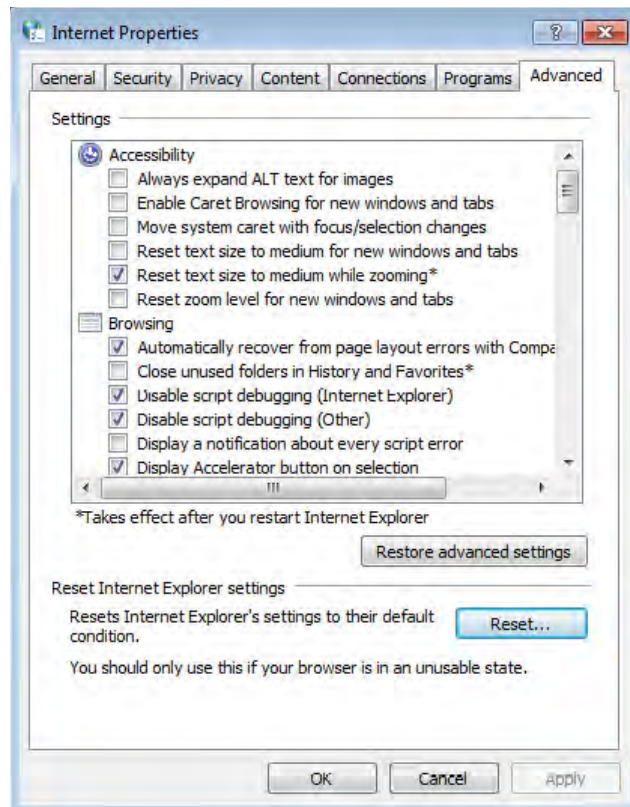 Internet Properties
General Security Privacy Content Connections Programs Advanced
Settings
Accessibility
Always expand ALT text for images
Enable Caret Browsing for new windows and tabs
Move system caret with focus/selection changes
Reset text size to medium for new windows and tabs
Reset text size to medium while zooming*
Reset zoom level for new windows and tabs
Browsing
Automatically recover from page layout errors with Compa
Close unused folders in History and Favorites*
Disable script debugging (Internet Explorer)
Disable script debugging (Other)
Display a notification about every script error
Display Accelerator button on selection
*Takes effect after you restart Internet Explorer
Restore advanced settings
Reset Internet Explorer settings
Resets Internet Explorer's settings to their default
condition.
Reset...
You should only use this if your browser is in an unusable state.
OK Cancel Apply